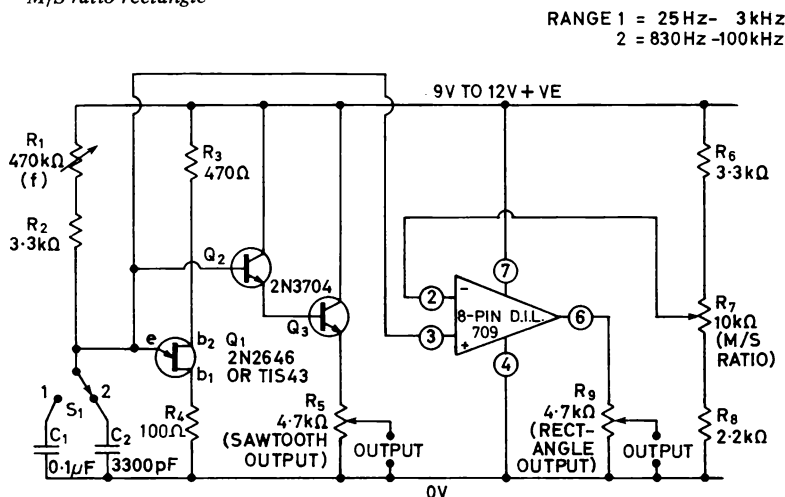 M/S ratio rectangle
RANGE 1 = 25Hz- 3kHz
2 = 830Hz-100kHz
9V TO 12V + VE
R1
470kΩ
(f)
R2
3·3kΩ
R3
470Ω
Q2
2N3704
Q3
e
b2
b1
Q1
2N2646
OR TIS43
1
S1
2
C1
0·1µF
C2
3300pF
R4
100Ω
R5
4·7kΩ
(SAWTOOTH
OUTPUT)
OUTPUT
7
2
-
8-PIN D.I.L.
709
3
+
6
4
R9
4·7kΩ
(RECT-
ANGLE
OUTPUT)
OUTPUT
R6
3·3kΩ
R7
10kΩ
(M/S
RATIO)
R8
2·2kΩ
0V